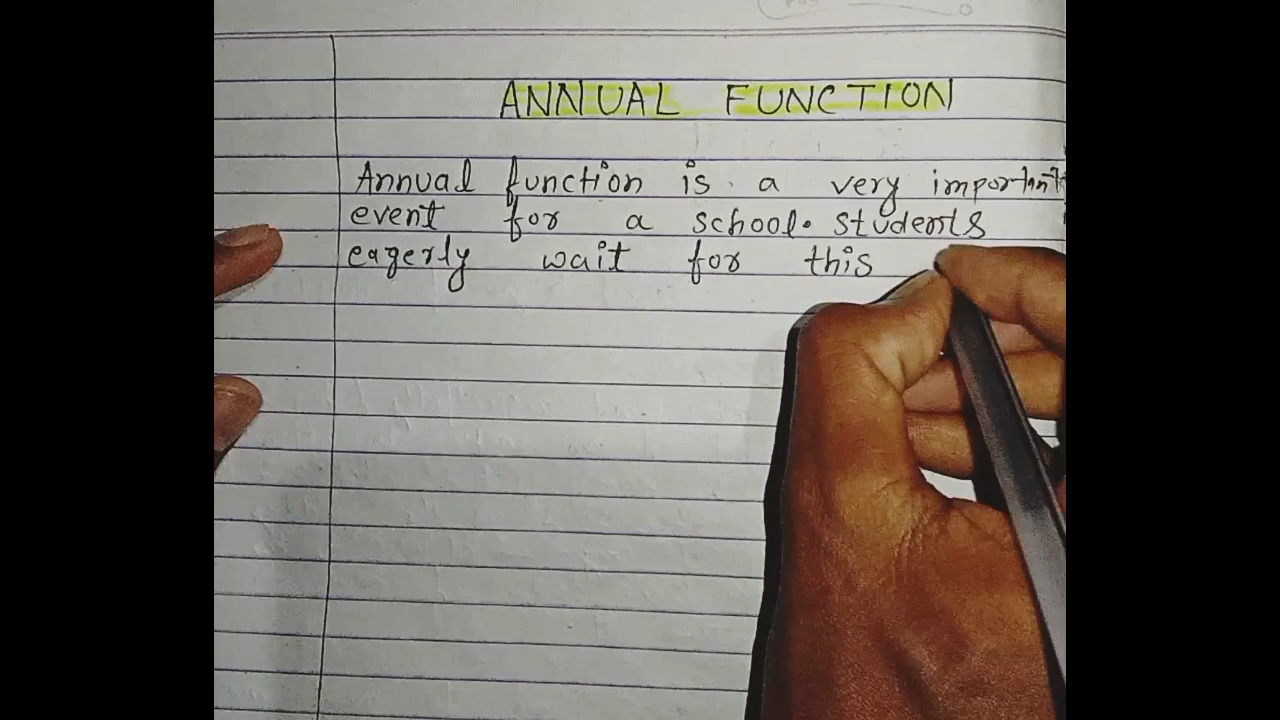 ANNUAL FUNCTION
Annual function is a very important
event for a school. students
eagerly wait for this